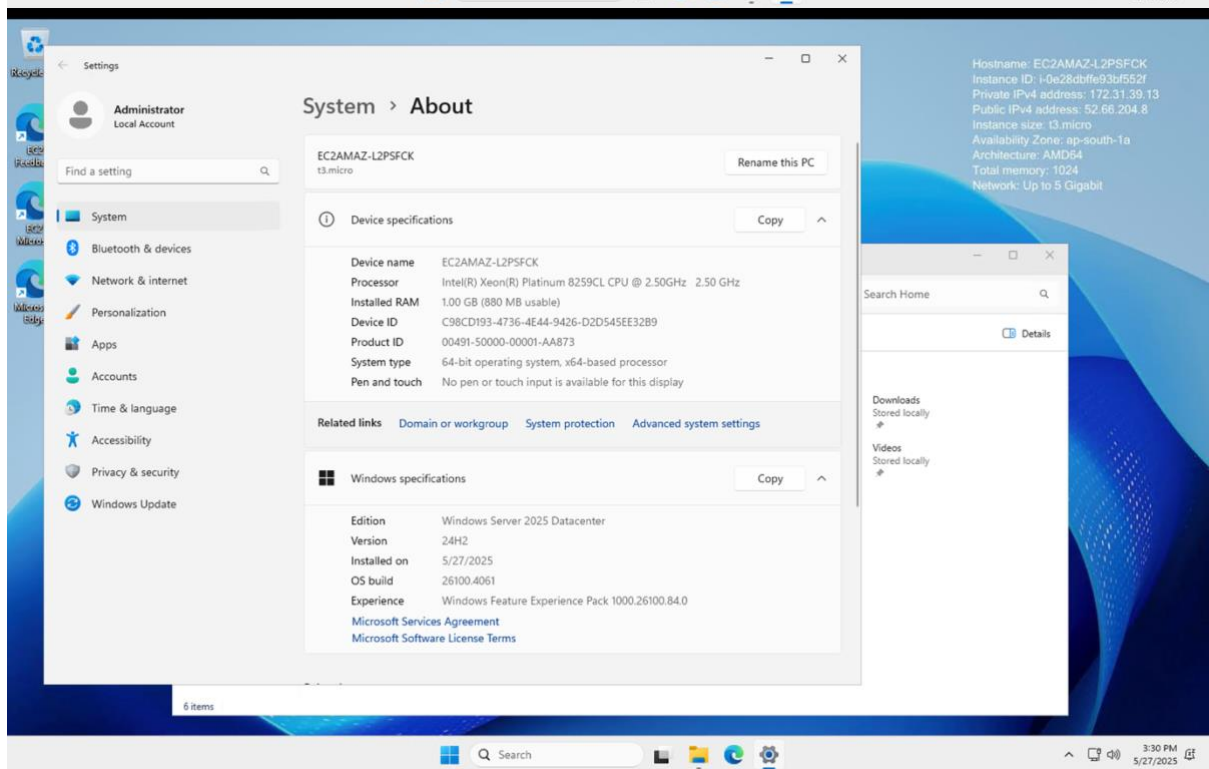 Settings
Administrator
Local Account
Find a setting
System
Bluetooth & devices
Network & internet
Personalization
Apps
Accounts
Time & language
Accessibility
Privacy & security
Windows Update
System > About
EC2AMAZ-L2PSFCK
t3.micro
Rename this PC
Device specifications
Copy
Device name EC2AMAZ-L2PSFCK
Processor Intel(R) Xeon(R) Platinum 8259CL CPU @ 2.50GHz 2.50 GHz
Installed RAM 1.00 GB (880 MB usable)
Device ID C98CD193-4736-4E44-9426-D2D545EE32B9
Product ID 00491-50000-00001-AA873
System type 64-bit operating system, x64-based processor
Pen and touch No pen or touch input is available for this display
Related links Domain or workgroup System protection Advanced system settings
Windows specifications
Copy
Edition Windows Server 2025 Datacenter
Version 24H2
Installed on 5/27/2025
OS build 26100.4061
Experience Windows Feature Experience Pack 1000.26100.84.0
Microsoft Services Agreement
Microsoft Software License Terms
Hostname: EC2AMAZ-L2PSFCK
Instance ID: i-0e28dbffe93bf552f
Private IPv4 address: 172.31.39.13
Public IPv4 address: 52.66.204.8
Instance size: t3.micro
Availability Zone: ap-south-1a
Architecture: AMD64
Total memory: 1024
Network: Up to 5 Gigabit
Search Home
Details
Downloads
Stored locally
Videos
Stored locally
6 items
Search
3:30 PM
5/27/2025